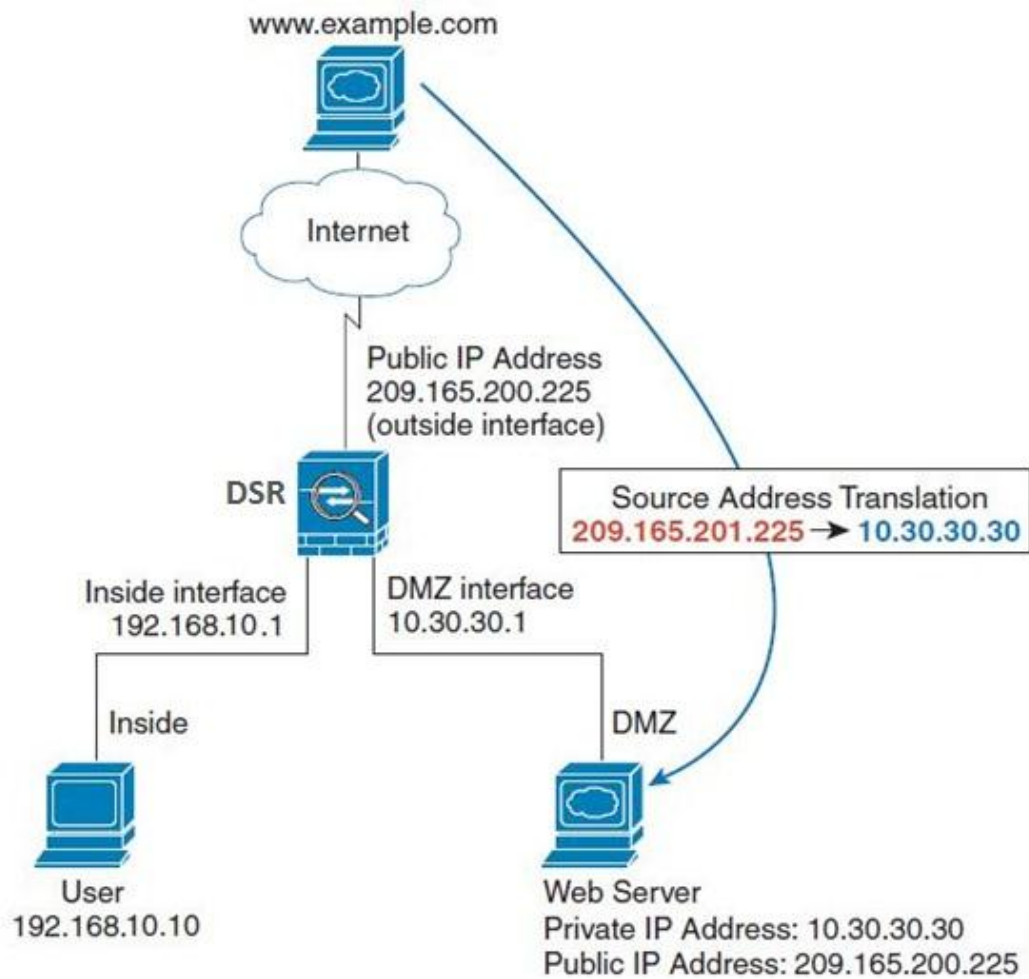 www.example.com
Internet
Public IP Address
209.165.200.225
(outside interface)
DSR
Source Address Translation
209.165.201.225 → 10.30.30.30
Inside interface
192.168.10.1
DMZ interface
10.30.30.1
Inside
DMZ
User
192.168.10.10
Web Server
Private IP Address: 10.30.30.30
Public IP Address: 209.165.200.225